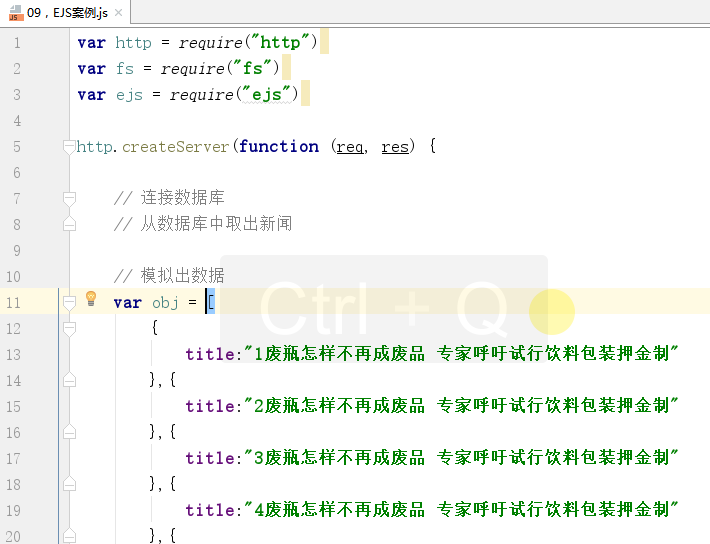 09，EJS案例.js
1 var http = require("http")
2 var fs = require("fs")
3 var ejs = require("ejs")
4
5 http.createServer(function (req, res) {
6
7 // 连接数据库
8 // 从数据库中取出新闻
9
10 // 模拟出数据
11 var obj = [
12 {
13 title:"1废瓶怎样不再成废品 专家呼吁试行饮料包装押金制"
14 },{
15 title:"2废瓶怎样不再成废品 专家呼吁试行饮料包装押金制"
16 },{
17 title:"3废瓶怎样不再成废品 专家呼吁试行饮料包装押金制"
18 },{
19 title:"4废瓶怎样不再成废品 专家呼吁试行饮料包装押金制"
20 },{
Ctrl + Q